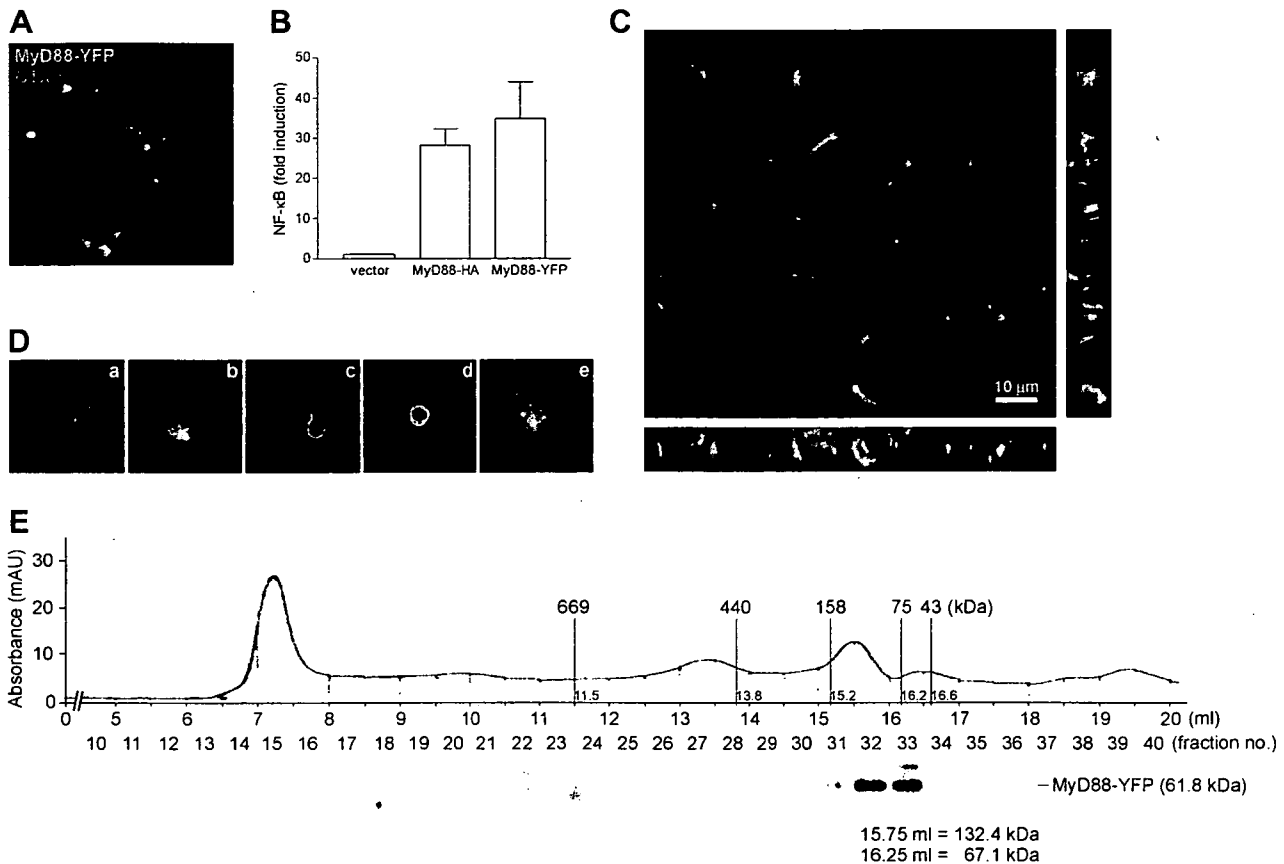 A
MyD88-YFP
B
NF-κB (fold induction)
50
40
30
20
10
0
vector
MyD88-HA
MyD88-YFP
C
10 μm
D
a
b
c
d
e
E
Absorbance (mAU)
30
20
10
0
669
440
158
75
43 (kDa)
11.5
13.8
15.2
16.2
16.6
0 5 6 7 8 9 10 11 12 13 14 15 16 17 18 19 20 (ml)
10 11 12 13 14 15 16 17 18 19 20 21 22 23 24 25 26 27 28 29 30 31 32 33 34 35 36 37 38 39 40 (fraction no.)
MyD88-YFP (61.8 kDa)
15.75 ml = 132.4 kDa
16.25 ml = 67.1 kDa